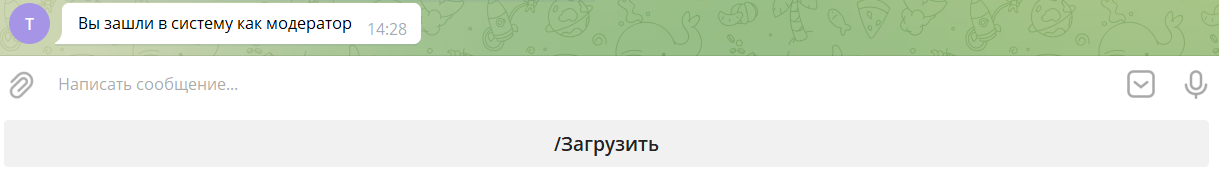 T
Вы зашли в систему как модератор
14:28
Написать сообщение...
/Загрузить